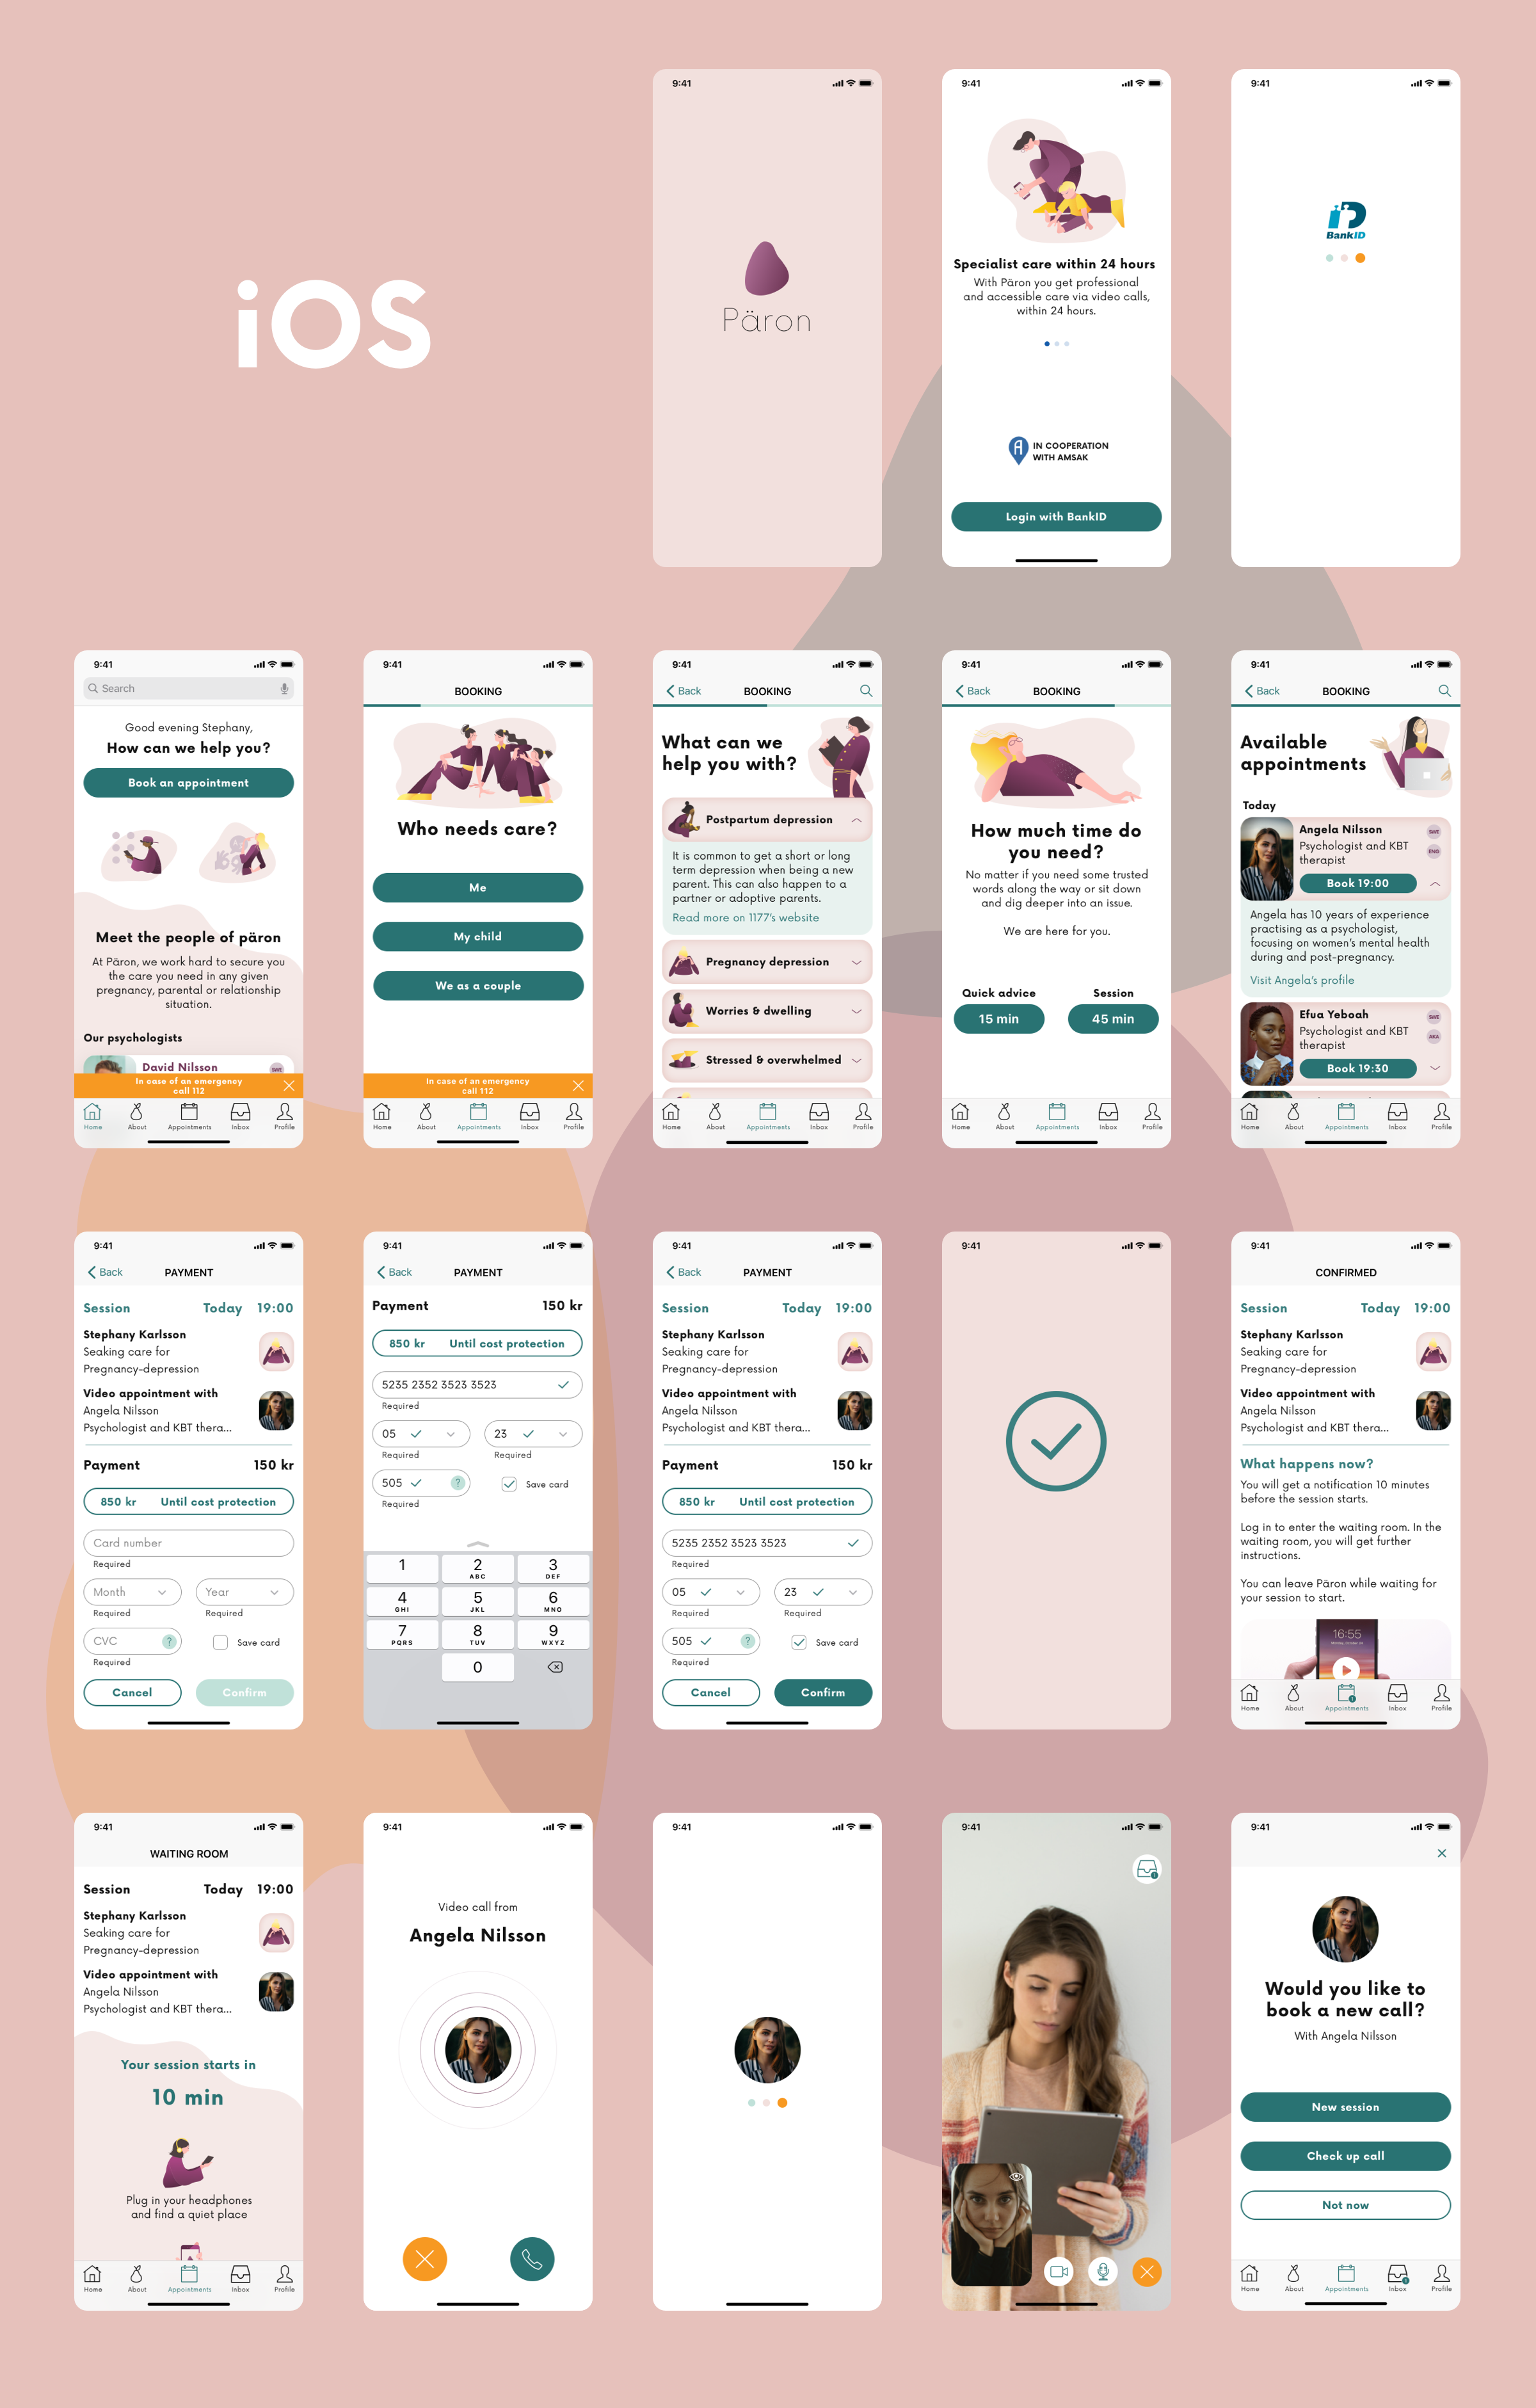 iOS
9:41
Päron
9:41
Specialist care within 24 hours
With Päron you get professional
and accessible care via video calls,
within 24 hours.
IN COOPERATION
WITH AMSAK
Login with BankID
9:41
BankID
9:41
Search
Good evening Stephany,
How can we help you?
Book an appointment
Meet the people of päron
At Päron, we work hard to secure you
the care you need in any given
pregnancy, parental or relationship
situation.
Our psychologists
David Nilsson
SWE
In case of an emergency
call 112
Home About Appointments Inbox Profile
9:41
BOOKING
Who needs care?
Me
My child
We as a couple
In case of an emergency
call 112
Home About Appointments Inbox Profile
9:41
Back BOOKING
What can we
help you with?
Postpartum depression
It is common to get a short or long
term depression when being a new
parent. This can also happen to a
partner or adoptive parents.
Read more on 1177's website
Pregnancy depression
Worries & dwelling
Stressed & overwhelmed
Home About Appointments Inbox Profile
9:41
Back BOOKING
How much time do
you need?
No matter if you need some trusted
words along the way or sit down
and dig deeper into an issue.
We are here for you.
Quick advice Session
15 min 45 min
Home About Appointments Inbox Profile
9:41
Back BOOKING
Available
appointments
Today
Angela Nilsson
SWE
Psychologist and KBT
therapist
ENG
Book 19:00
Angela has 10 years of experience
practising as a psychologist,
focusing on women's mental health
during and post-pregnancy.
Visit Angela's profile
Efua Yeboah
SWE
Psychologist and KBT
therapist
AKA
Book 19:30
Home About Appointments Inbox Profile
9:41
Back PAYMENT
Session Today 19:00
Stephany Karlsson
Seaking care for
Pregnancy-depression
Video appointment with
Angela Nilsson
Psychologist and KBT thera...
Payment 150 kr
850 kr Until cost protection
Card number
Required
Month Year
Required Required
CVC ? Save card
Required
Cancel Confirm
9:41
Back PAYMENT
Payment 150 kr
850 kr Until cost protection
5235 2352 3523 3523
Required
05 23
Required Required
505 ? Save card
Required
1 2 3
ABC DEF
4 5 6
GHI JKL MNO
7 8 9
PQRS TUV WXYZ
0
9:41
Back PAYMENT
Session Today 19:00
Stephany Karlsson
Seaking care for
Pregnancy-depression
Video appointment with
Angela Nilsson
Psychologist and KBT thera...
Payment 150 kr
850 kr Until cost protection
5235 2352 3523 3523
Required
05 23
Required Required
505 ? Save card
Required
Cancel Confirm
9:41
9:41
CONFIRMED
Session Today 19:00
Stephany Karlsson
Seaking care for
Pregnancy-depression
Video appointment with
Angela Nilsson
Psychologist and KBT thera...
What happens now?
You will get a notification 10 minutes
before the session starts.
Log in to enter the waiting room. In the
waiting room, you will get further
instructions.
You can leave Päron while waiting for
your session to start.
16:55
Home About Appointments Inbox Profile
9:41
WAITING ROOM
Session Today 19:00
Stephany Karlsson
Seaking care for
Pregnancy-depression
Video appointment with
Angela Nilsson
Psychologist and KBT thera...
Your session starts in
10 min
Plug in your headphones
and find a quiet place
Home About Appointments Inbox Profile
9:41
Video call from
Angela Nilsson
9:41
9:41
9:41
Would you like to
book a new call?
With Angela Nilsson
New session
Check up call
Not now
Home About Appointments Inbox Profile